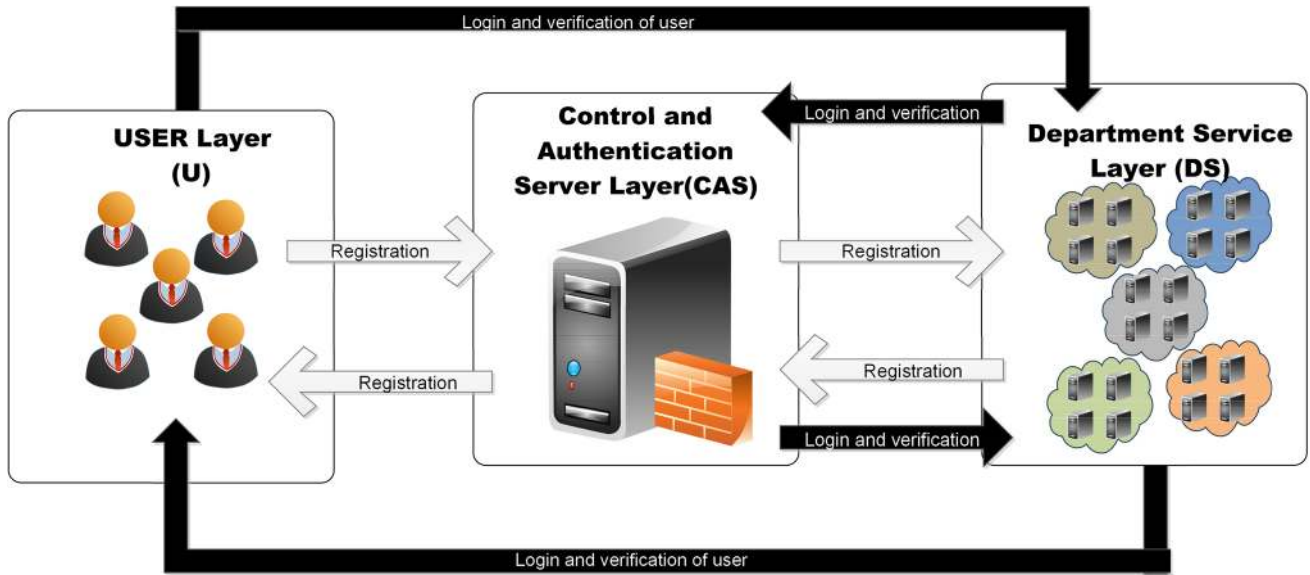 Login and verification of user
USER Layer
(U)
Control and
Authentication
Server Layer(CAS)
Login and verification
Department Service
Layer (DS)
Registration
Registration
Registration
Registration
Login and verification
Login and verification of user